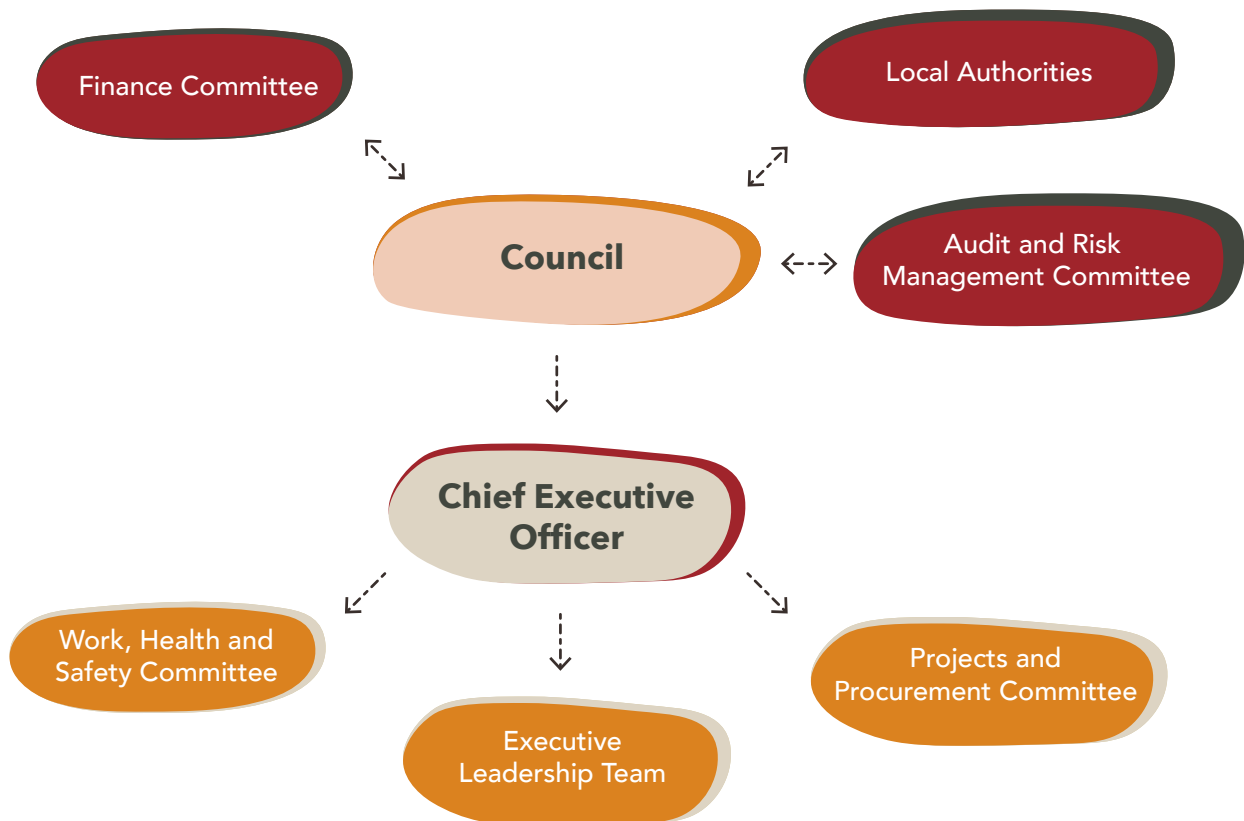 Finance Committee
Local Authorities
Council
Audit and Risk
Management Committee
Chief Executive
Officer
Work, Health and
Safety Committee
Projects and
Procurement Committee
Executive
Leadership Team